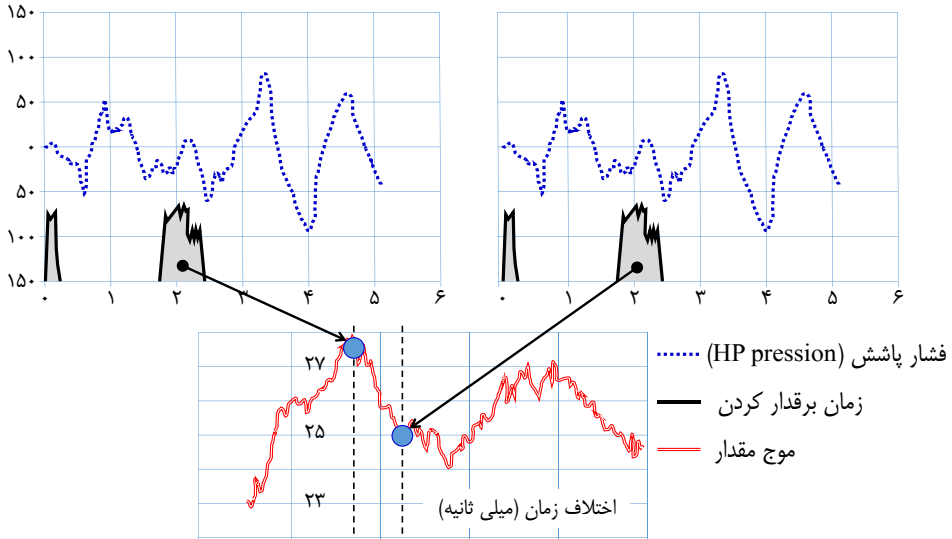 ۱۵۰
۱۰۰
۵۰
۰
۵۰
۱۰۰
۱۵۰
۰ ۱ ۲ ۳ ۴ ۵ ۶
۰ ۱ ۲ ۳ ۴ ۵ ۶
۲۷
۲۵
۲۳
اختلاف زمان (میلی ثانیه)
فشار پاشش (HP pression)
زمان برقدار کردن
موج مقدار